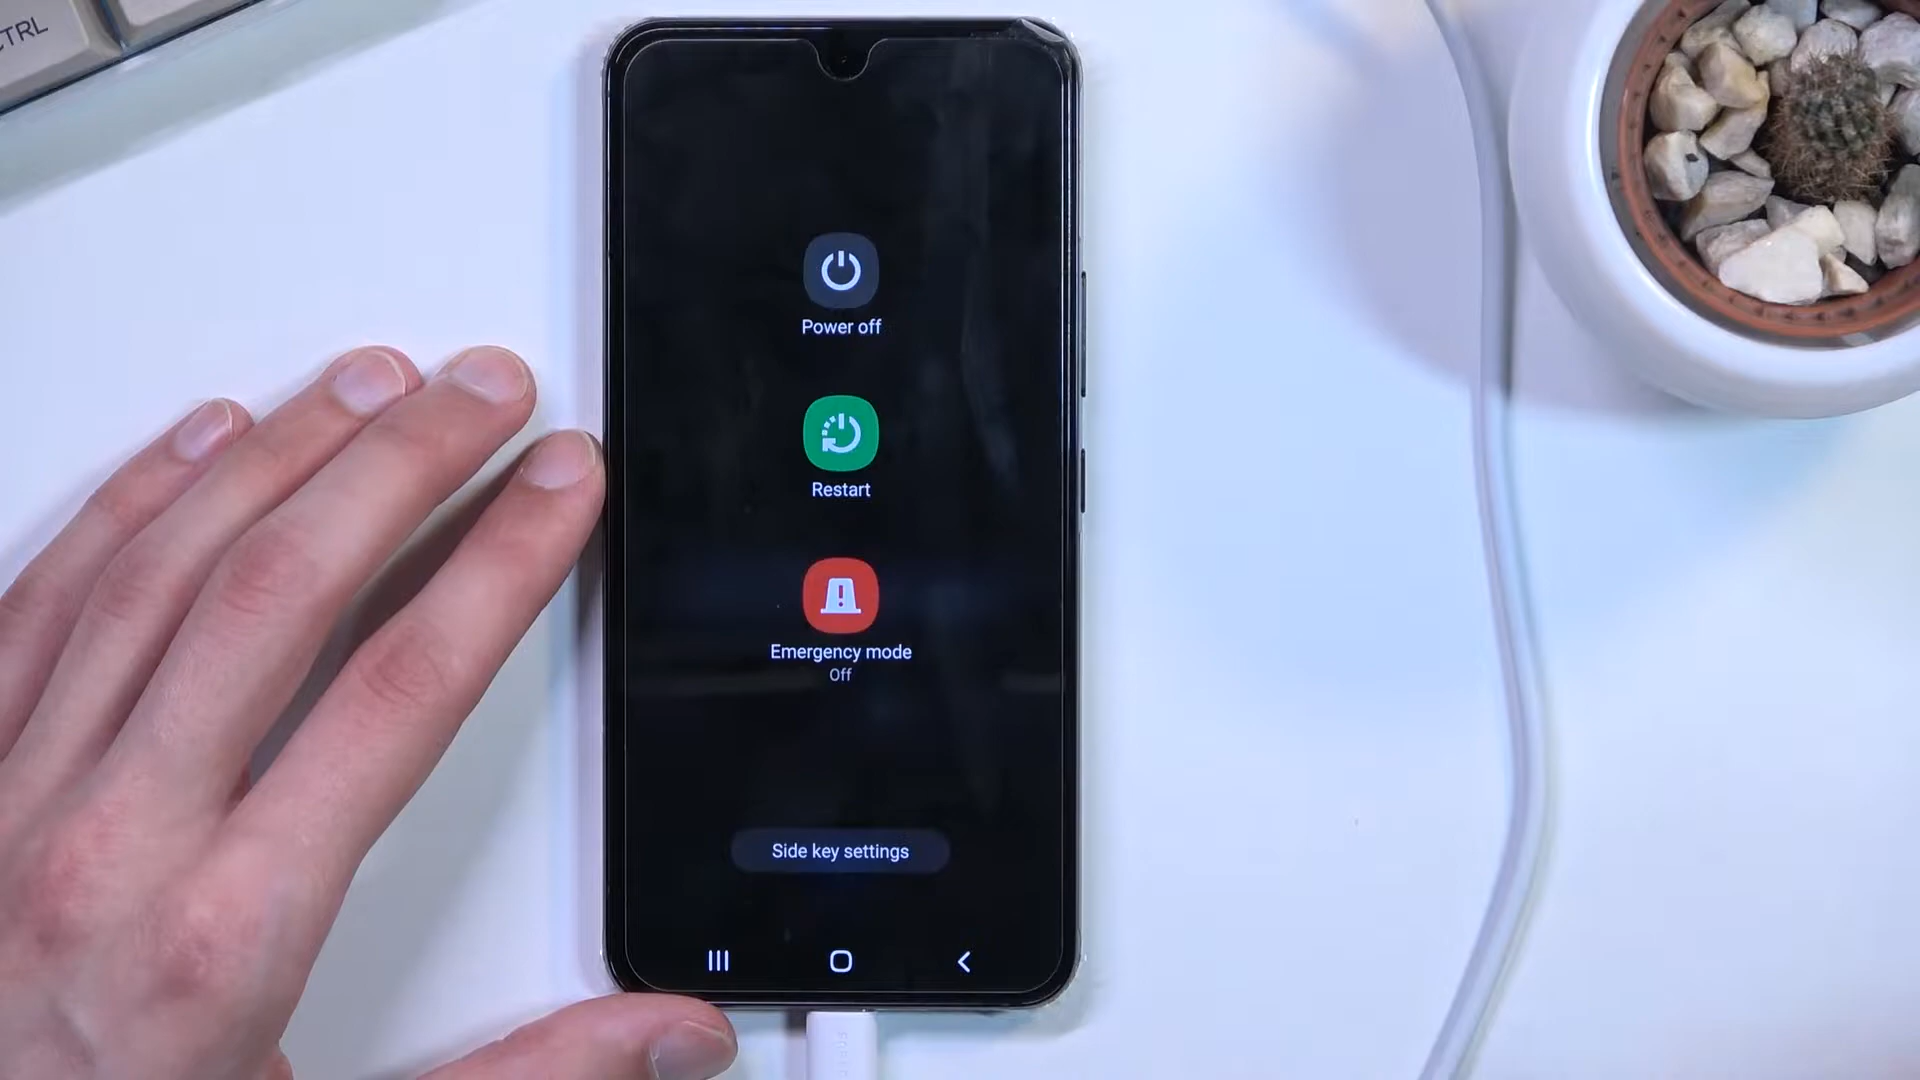 CTRL
Power off
Restart
Emergency mode
Off
Side key settings